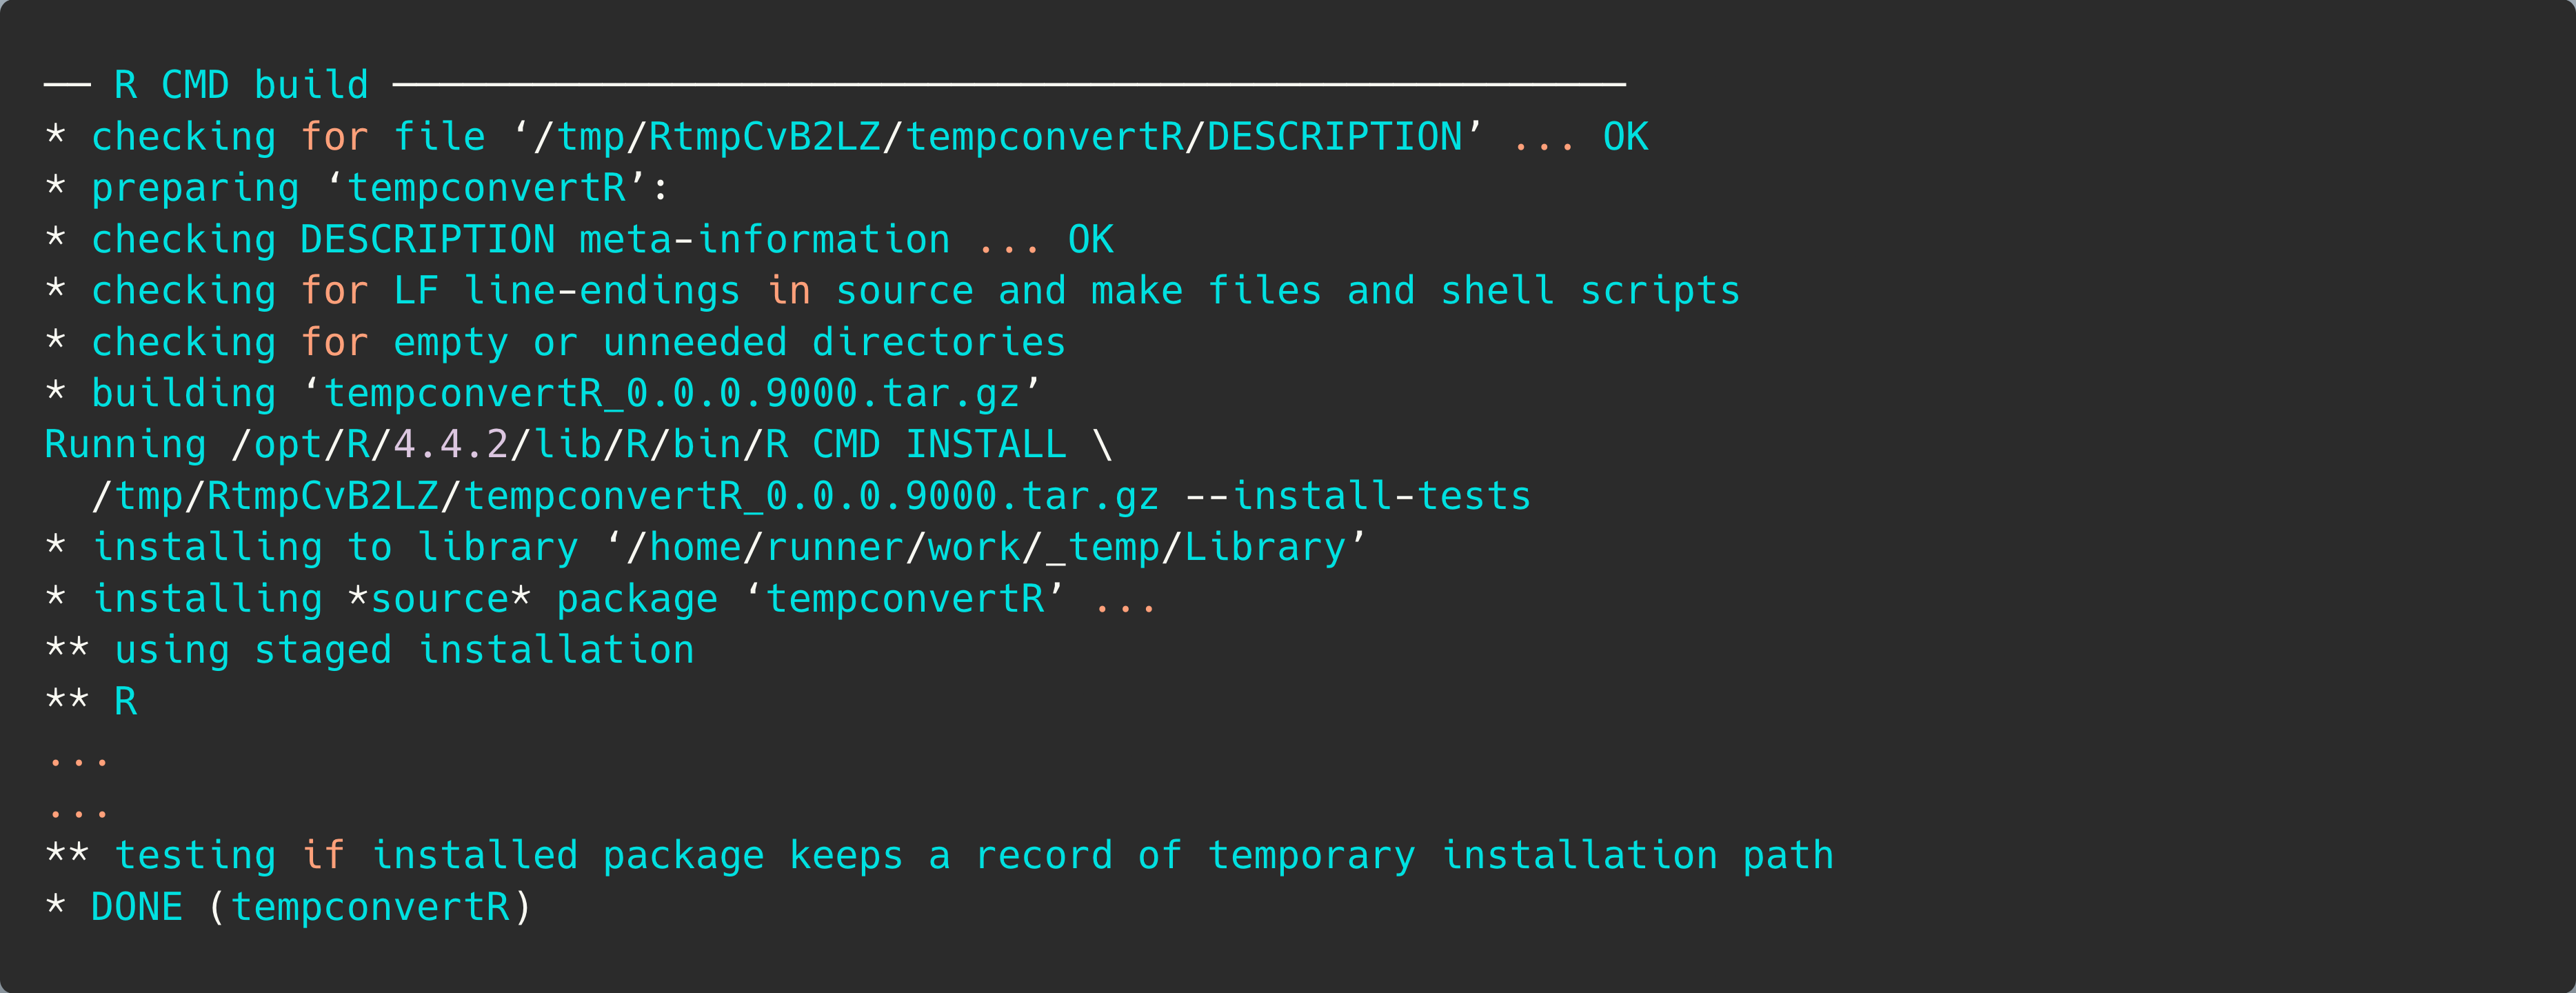 ── R CMD build ─────────────────────────────────────────────────────
* checking for file ‘/tmp/RtmpCvB2LZ/tempconvertR/DESCRIPTION’ ... OK
* preparing ‘tempconvertR’:
* checking DESCRIPTION meta-information ... OK
* checking for LF line-endings in source and make files and shell scripts
* checking for empty or unneeded directories
* building ‘tempconvertR_0.0.0.9000.tar.gz’
Running /opt/R/4.4.2/lib/R/bin/R CMD INSTALL \
  /tmp/RtmpCvB2LZ/tempconvertR_0.0.0.9000.tar.gz --install-tests
* installing to library ‘/home/runner/work/_temp/Library’
* installing *source* package ‘tempconvertR’ ...
** using staged installation
** R
...
...
** testing if installed package keeps a record of temporary installation path
* DONE (tempconvertR)